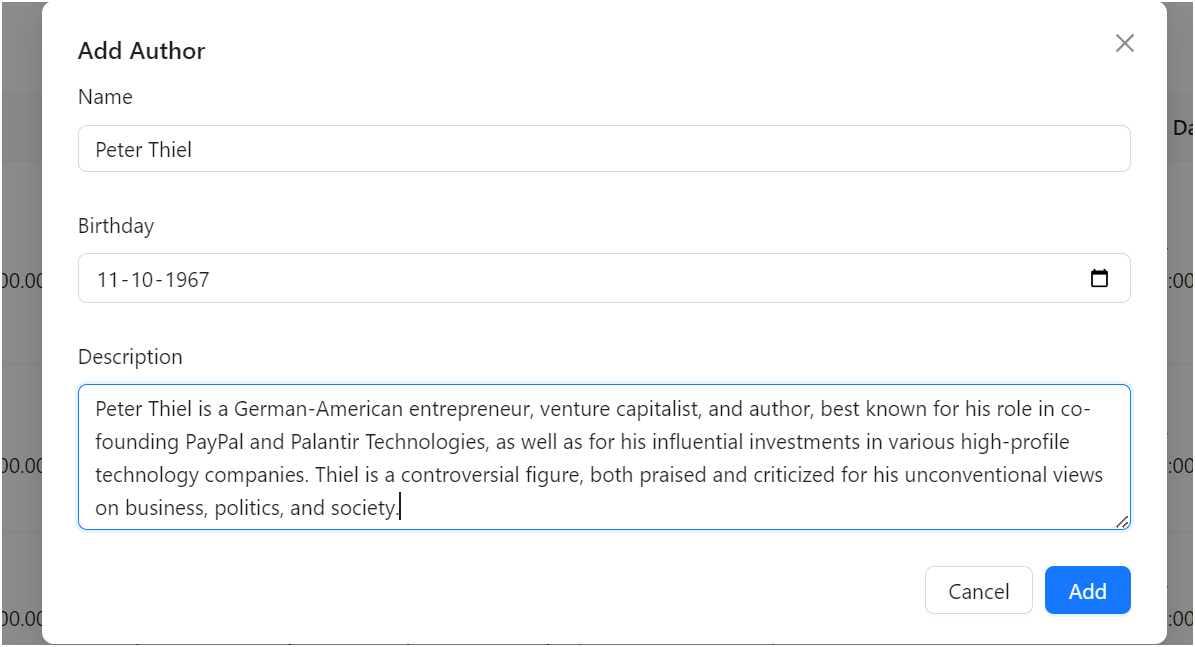 Add Author
Name
Peter Thiel
Birthday
11-10-1967
Description
Peter Thiel is a German-American entrepreneur, venture capitalist, and author, best known for his role in co-
founding PayPal and Palantir Technologies, as well as for his influential investments in various high-profile
technology companies. Thiel is a controversial figure, both praised and criticized for his unconventional views
on business, politics, and society.
Cancel
Add
Da
00.00
:00
00.00
:00
00.00
:00